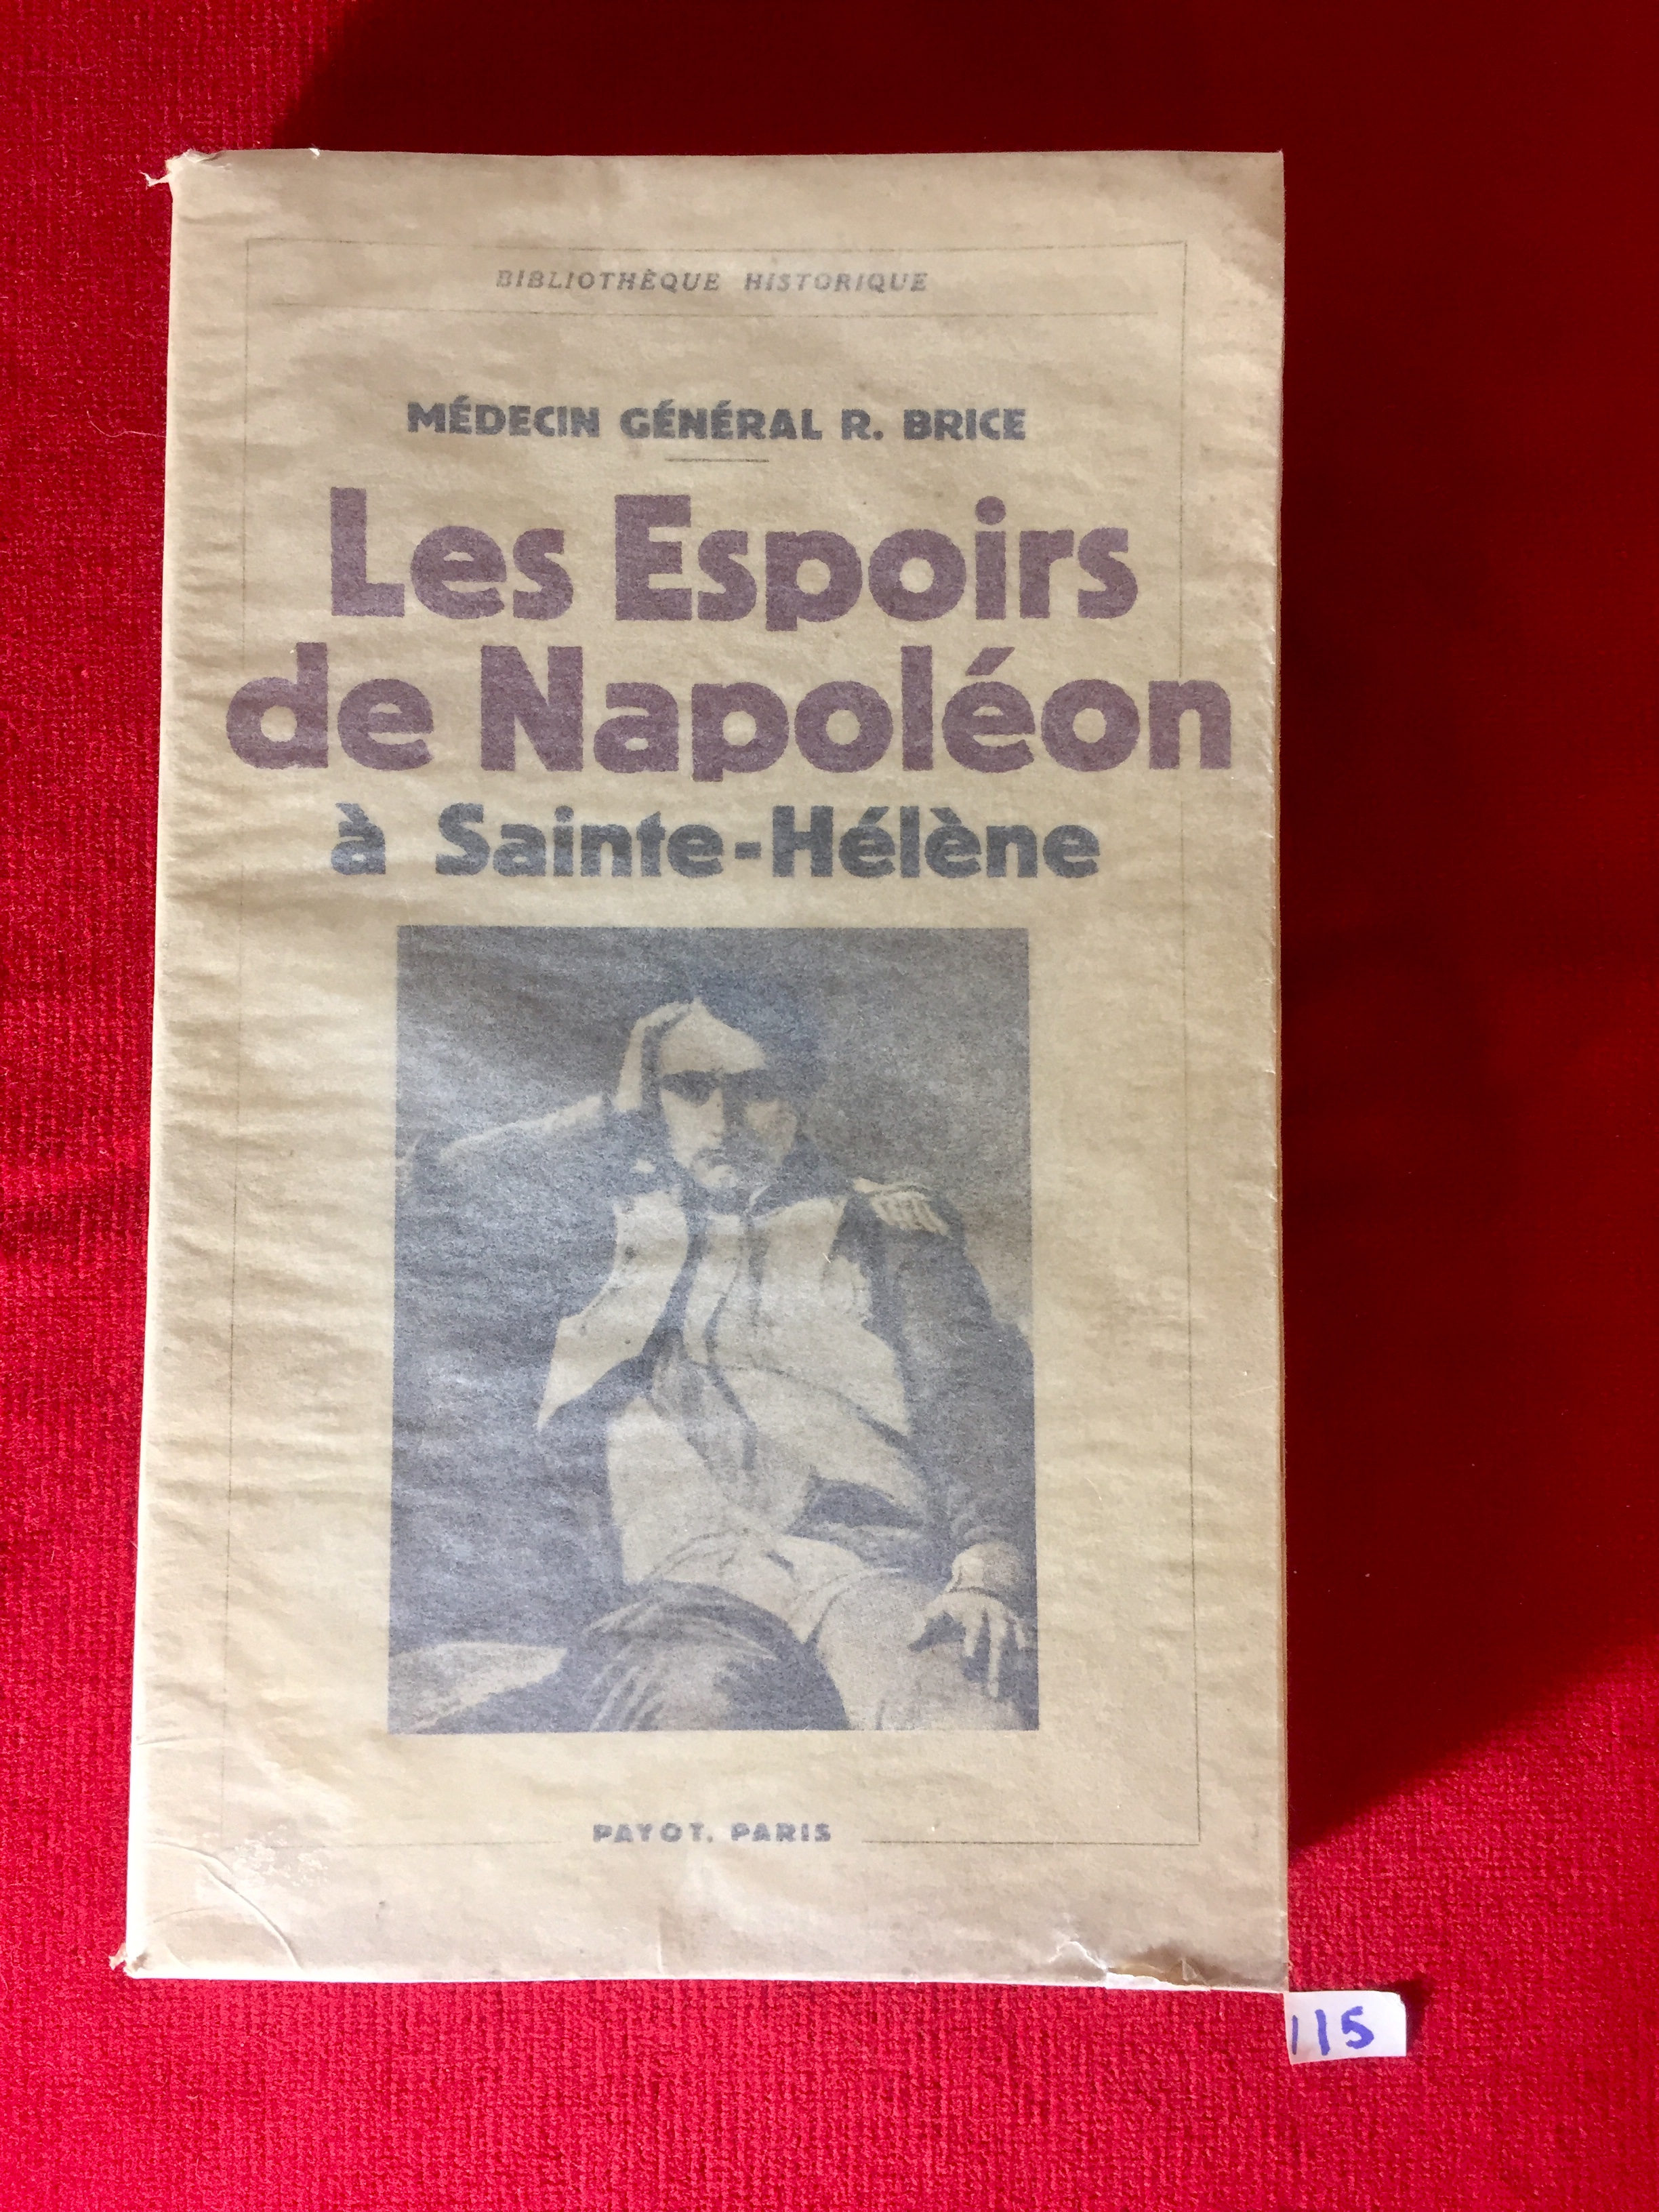 BIBLIOTHÈQUE HISTORIQUE
MÉDECIN GÉNÉRAL R. BRICE
Les Espoirs
de Napoléon
à Sainte-Hélène
PAYOT, PARIS
115